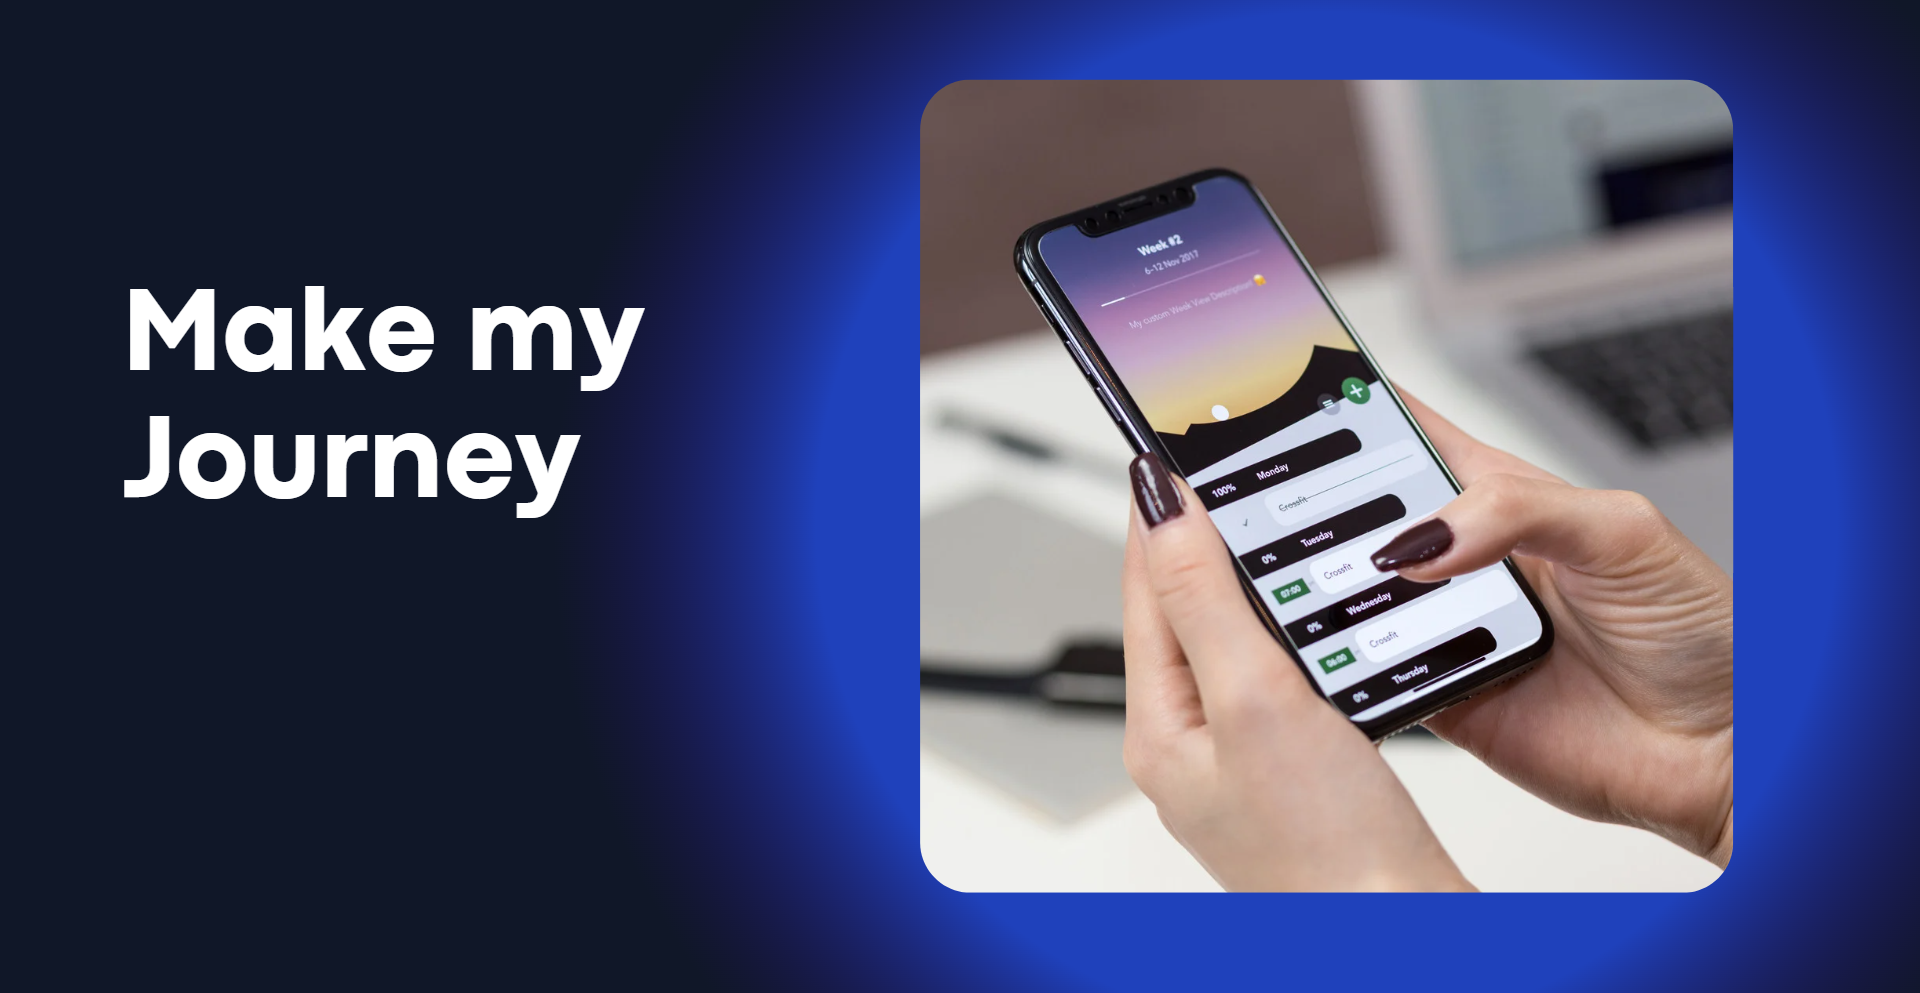 Make my
Journey
Week #2
6–12 Nov 2017
My custom Week View Description!
100% Monday
Crossfit
0% Tuesday
07:00 Crossfit
0% Wednesday
06:00 Crossfit
0% Thursday